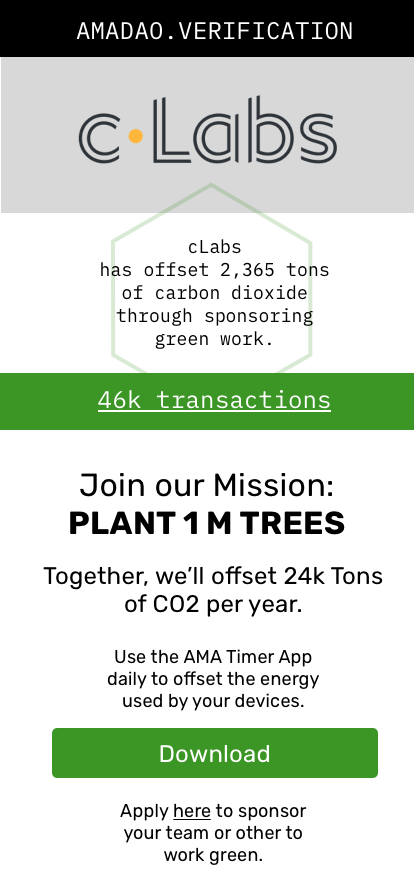 AMADAO.VERIFICATION
c•Labs
cLabs
has offset 2,365 tons
of carbon dioxide
through sponsoring
green work.
46k transactions
Join our Mission:
PLANT 1 M TREES
Together, we’ll offset 24k Tons
of CO2 per year.
Use the AMA Timer App
daily to offset the energy
used by your devices.
Download
Apply here to sponsor
your team or other to
work green.